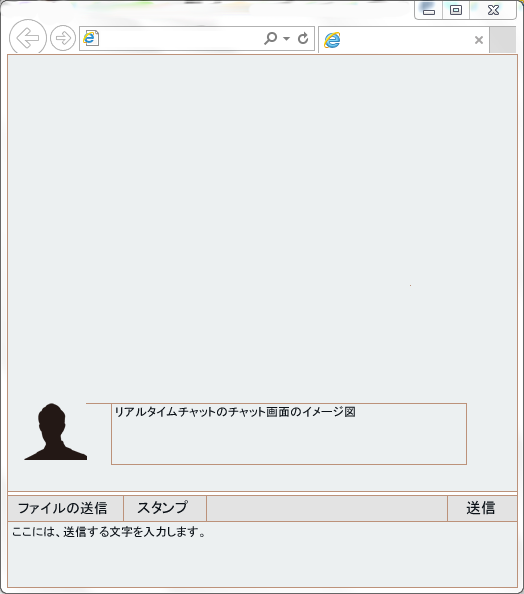 リアルタイムチャットのチャット画面のイメージ図
ファイルの送信
スタンプ
送信
ここには、送信する文字を入力します。